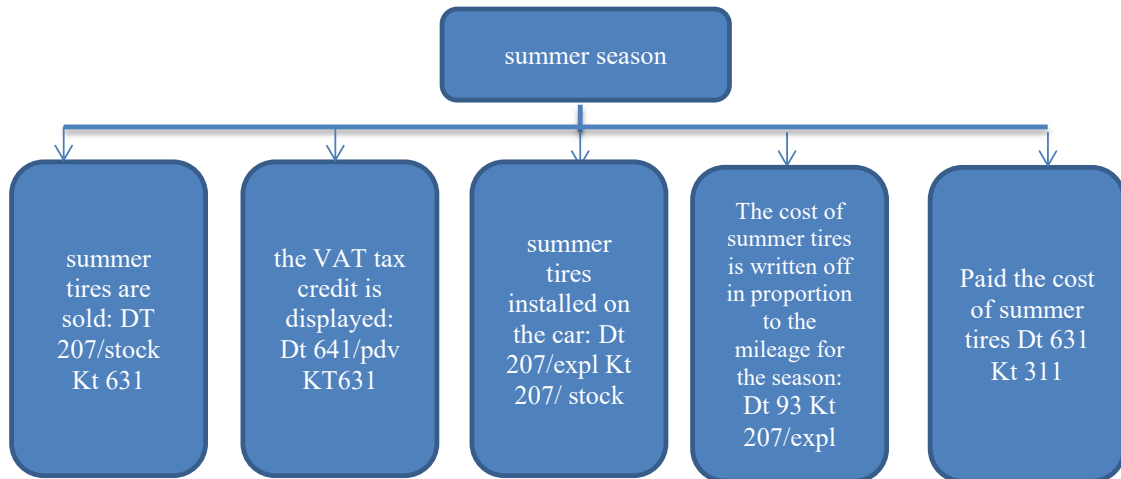 summer season
summer
tires are
sold: DT
207/stock
Kt 631
the VAT tax
credit is
displayed:
Dt 641/pdv
KT631
summer
tires
installed on
the car: Dt
207/expl Kt
207/ stock
The cost of
summer tires
is written off
in proportion
to the
mileage for
the season:
Dt 93 Kt
207/expl
Paid the cost
of summer
tires Dt 631
Kt 311